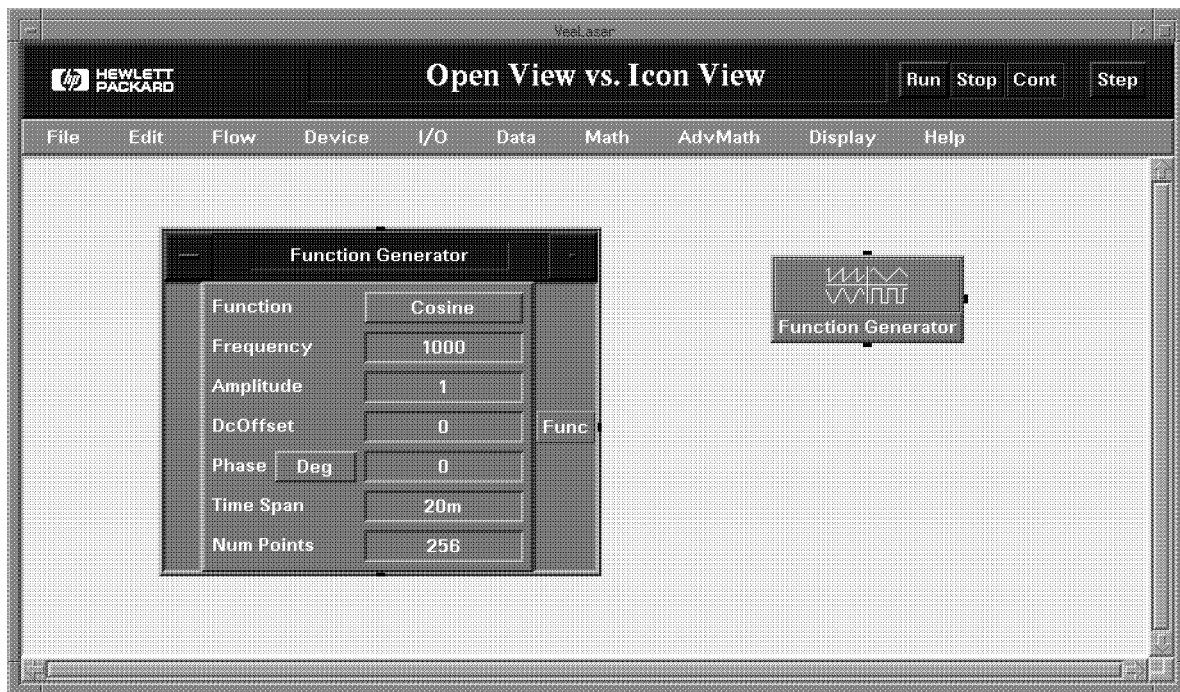 VeeLaser
hp HEWLETT PACKARD
Open View vs. Icon View
Run Stop Cont Step
File Edit Flow Device I/O Data Math AdvMath Display Help
Function Generator
Function Cosine
Frequency 1000
Amplitude 1
DcOffset 0
Func
Phase Deg 0
Time Span 20m
Num Points 256
Function Generator